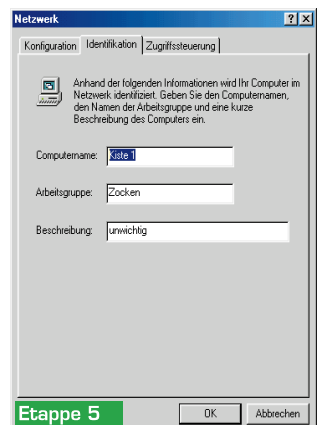 Netzwerk
Konfiguration Identifikation Zugriffssteuerung
Anhand der folgenden Informationen wird Ihr Computer im
Netzwerk identifiziert. Geben Sie den Computernamen,
den Namen der Arbeitsgruppe und eine kurze
Beschreibung des Computers ein.
Computername: Kiste 1
Arbeitsgruppe: Zocken
Beschreibung: unwichtig
Etappe 5 OK Abbrechen